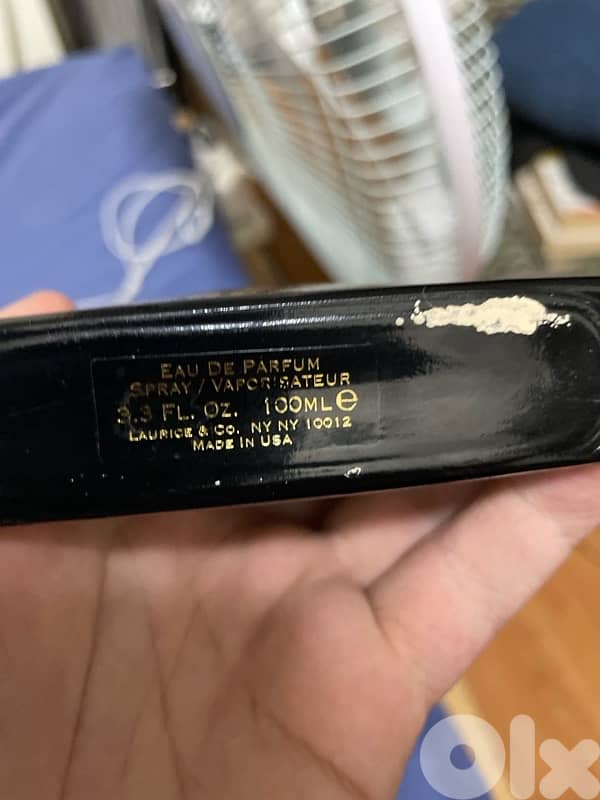 EAU DE PARFUM
SPRAY / VAPORISATEUR
3.3 FL. OZ. 100ML e
LAURICE & CO. NY NY 10012
MADE IN USA
OLX